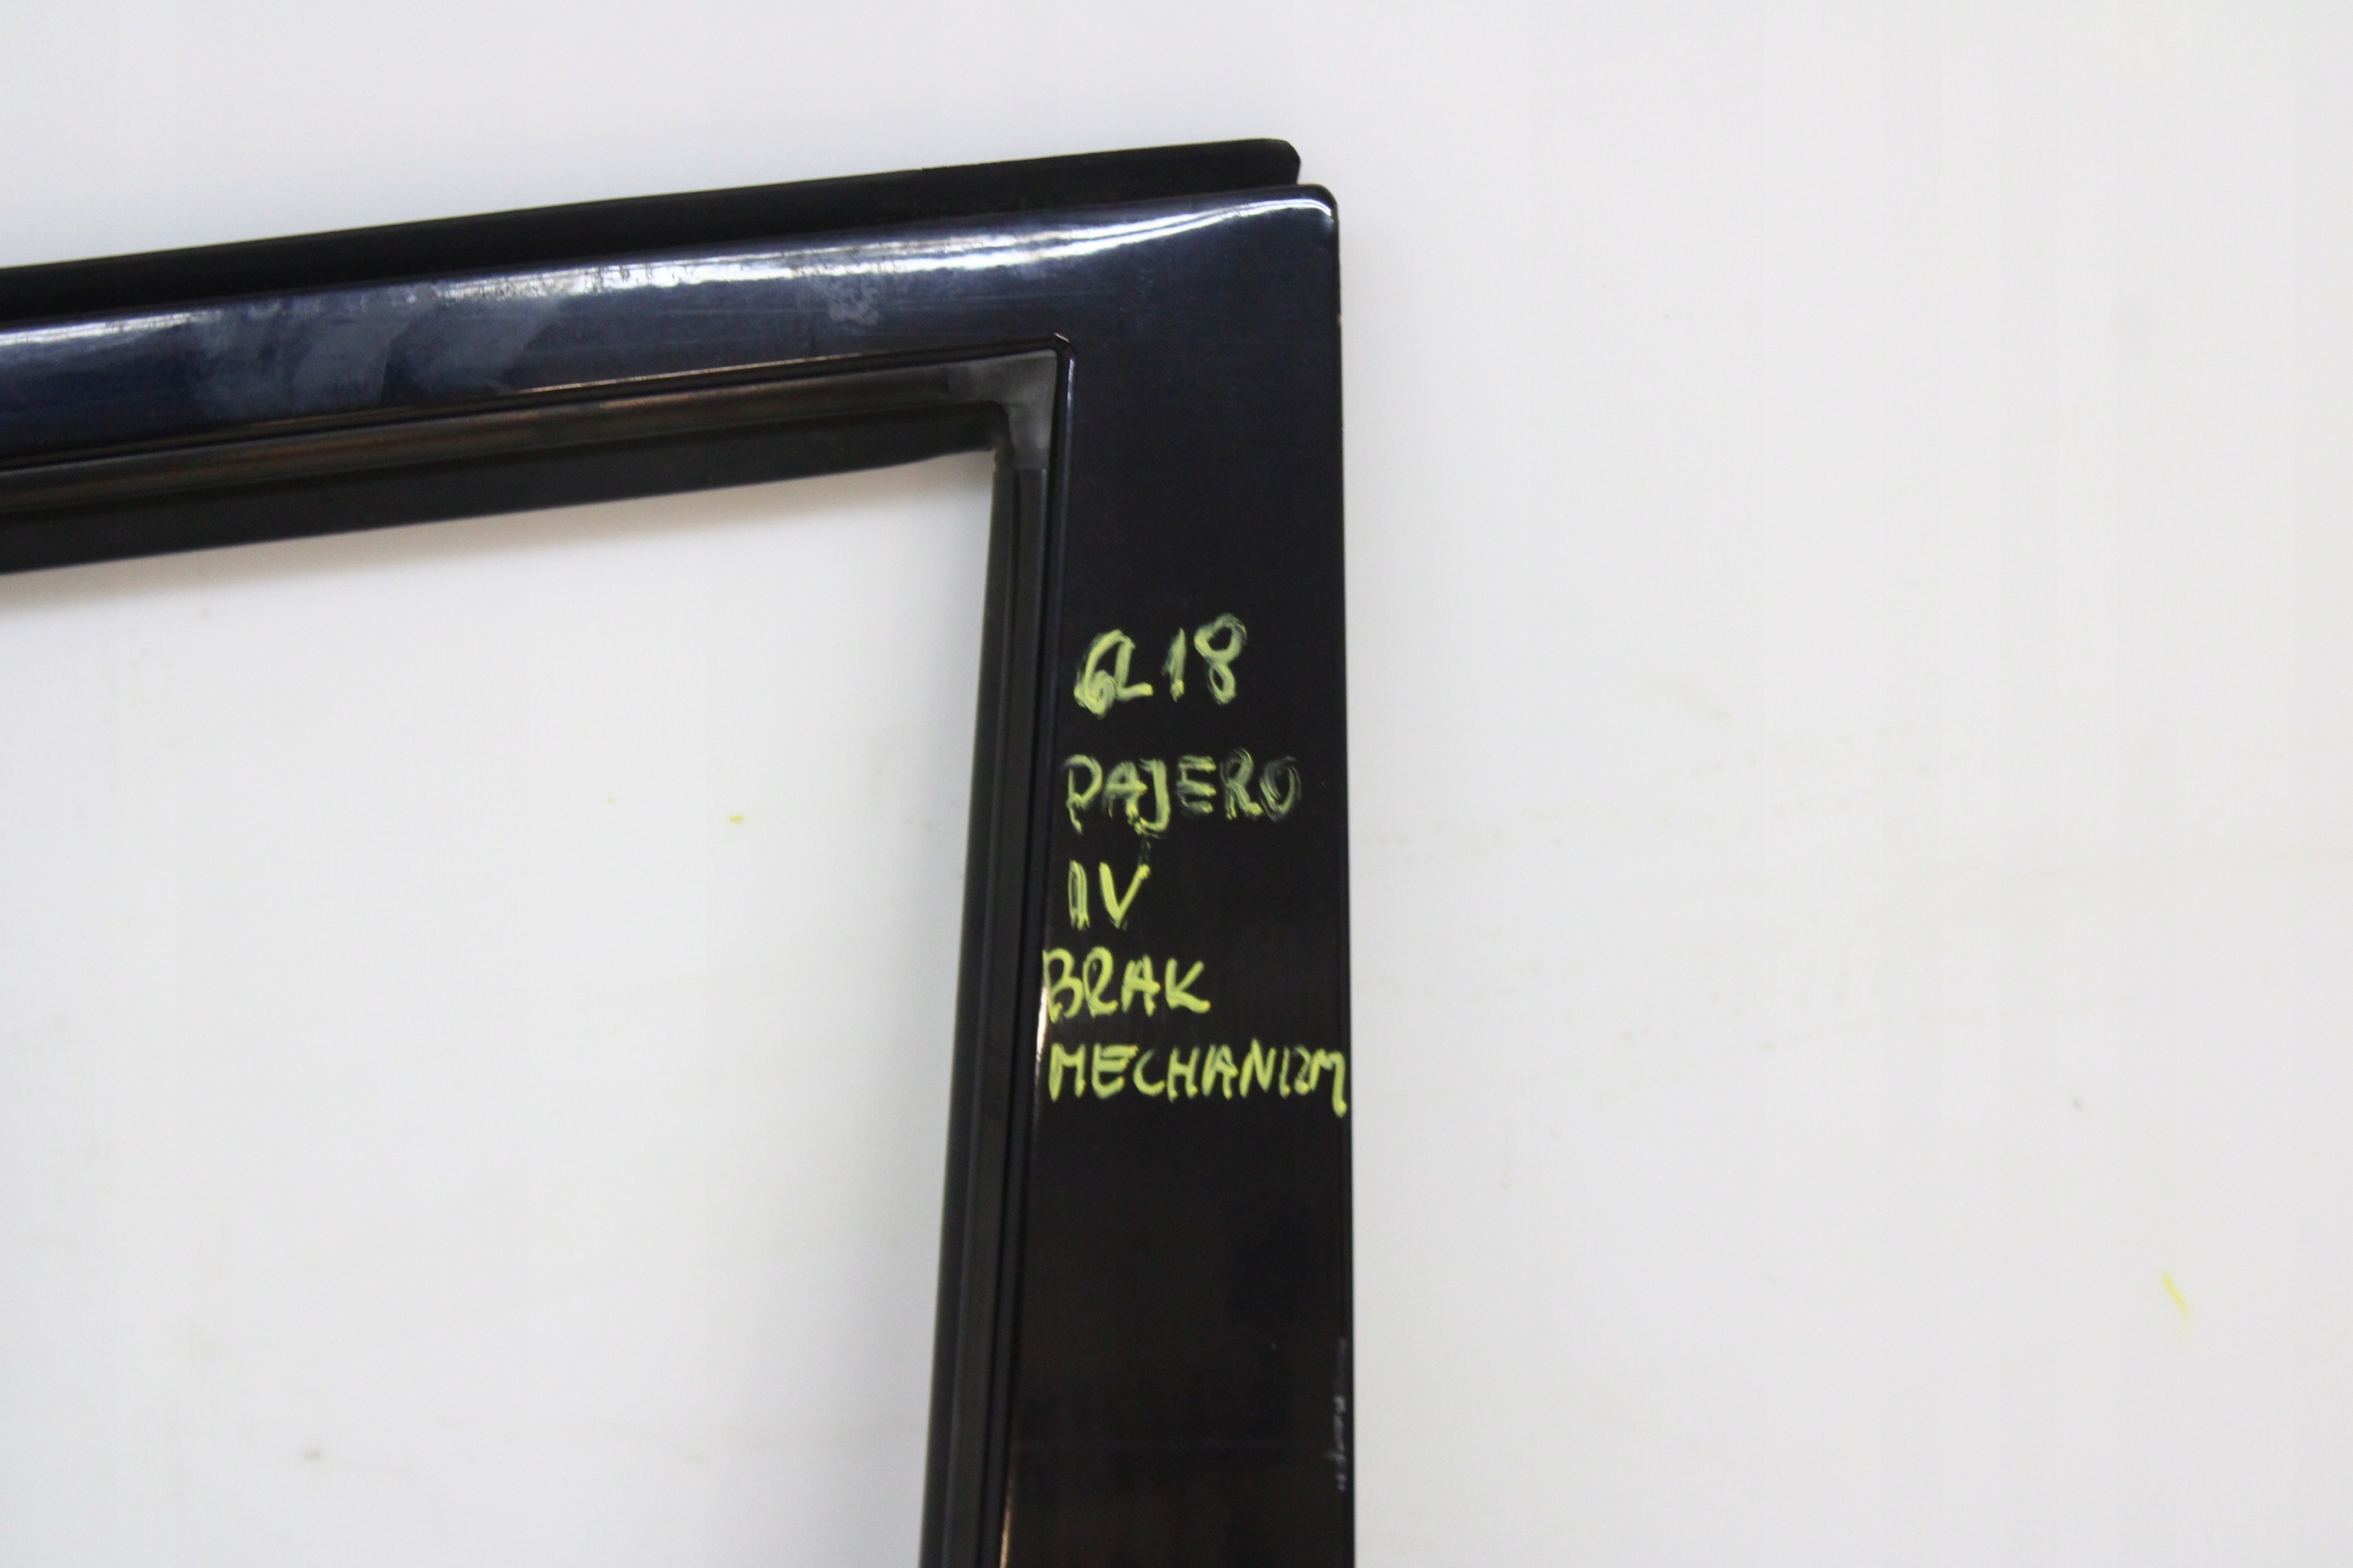 GL18
PAJERO
IV
BRAK
MECHANIZM